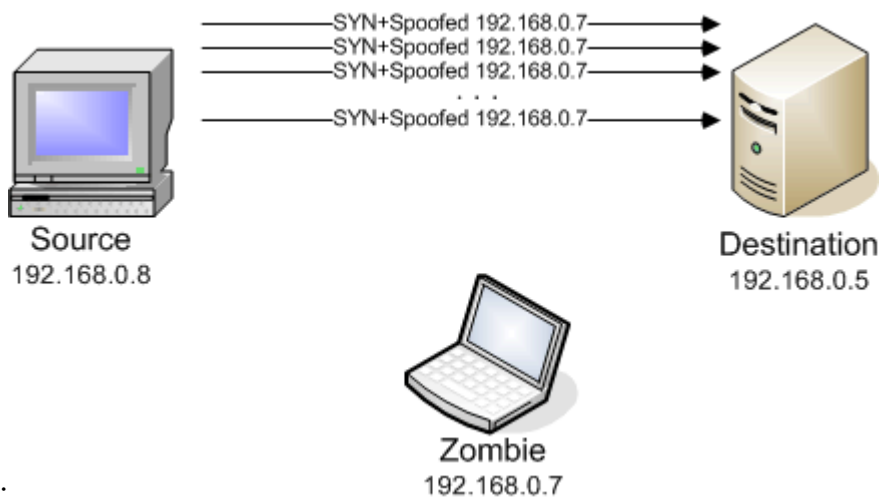 SYN+Spoofed 192.168.0.7
SYN+Spoofed 192.168.0.7
SYN+Spoofed 192.168.0.7
. . .
SYN+Spoofed 192.168.0.7
Source
192.168.0.8
Destination
192.168.0.5
Zombie
192.168.0.7
.